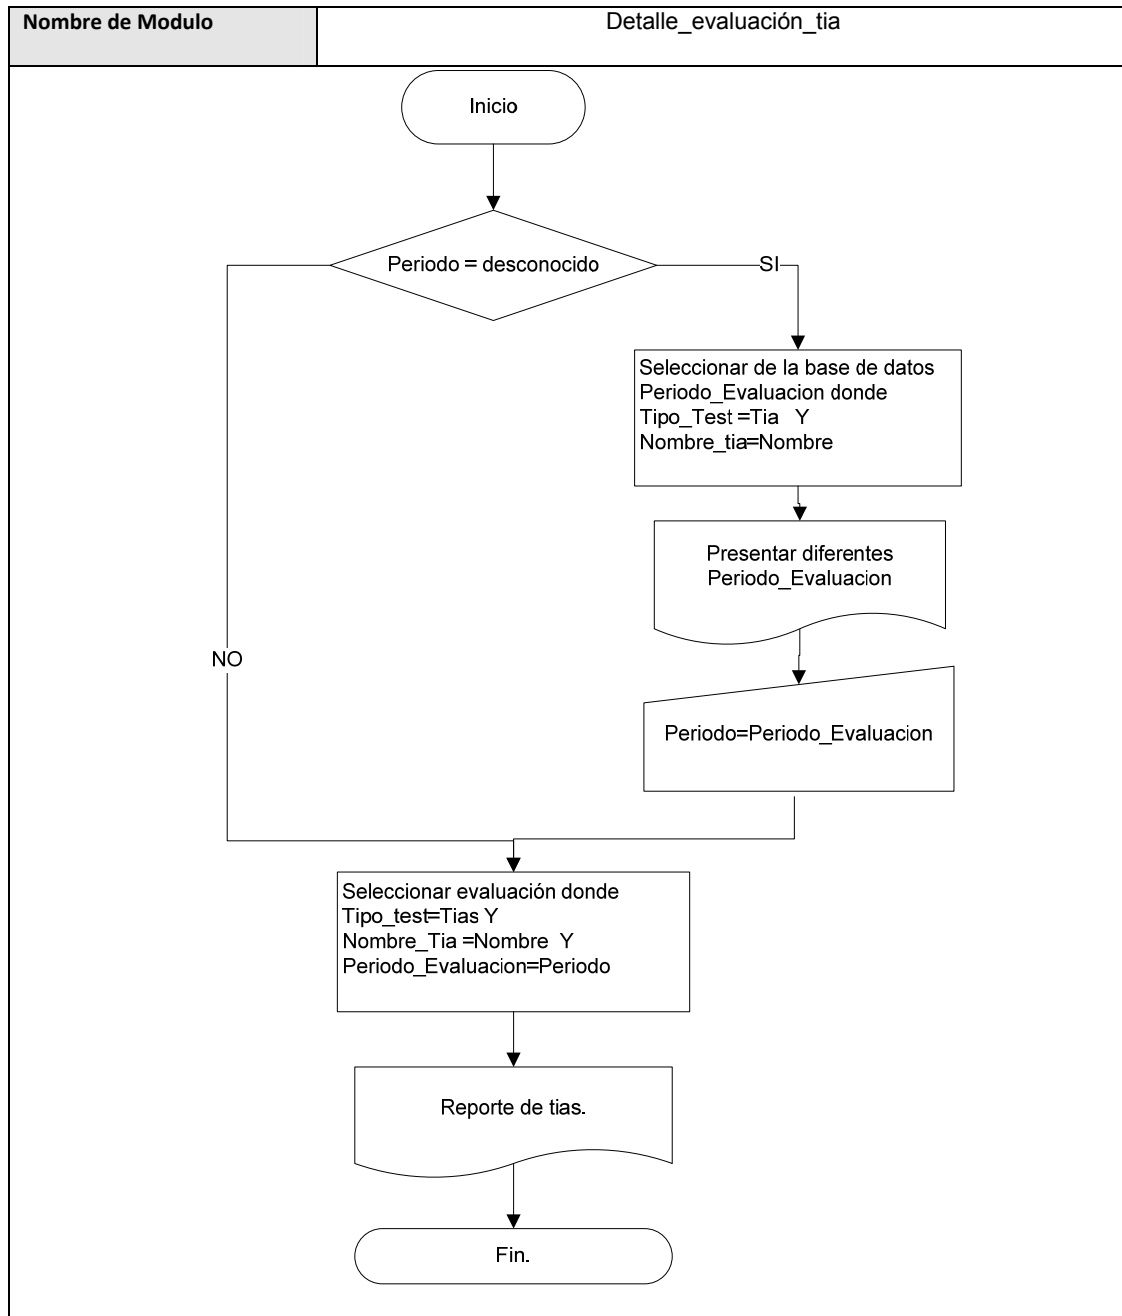 Nombre de Modulo
Detalle_evaluación_tia
Inicio
Periodo = desconocido
SI
Seleccionar de la base de datos
Periodo_Evaluacion donde
Tipo_Test =Tia Y
Nombre_tia=Nombre
Presentar diferentes
Periodo_Evaluacion
NO
Periodo=Periodo_Evaluacion
Seleccionar evaluación donde
Tipo_test=Tias Y
Nombre_Tia =Nombre Y
Periodo_Evaluacion=Periodo
Reporte de tias.
Fin.